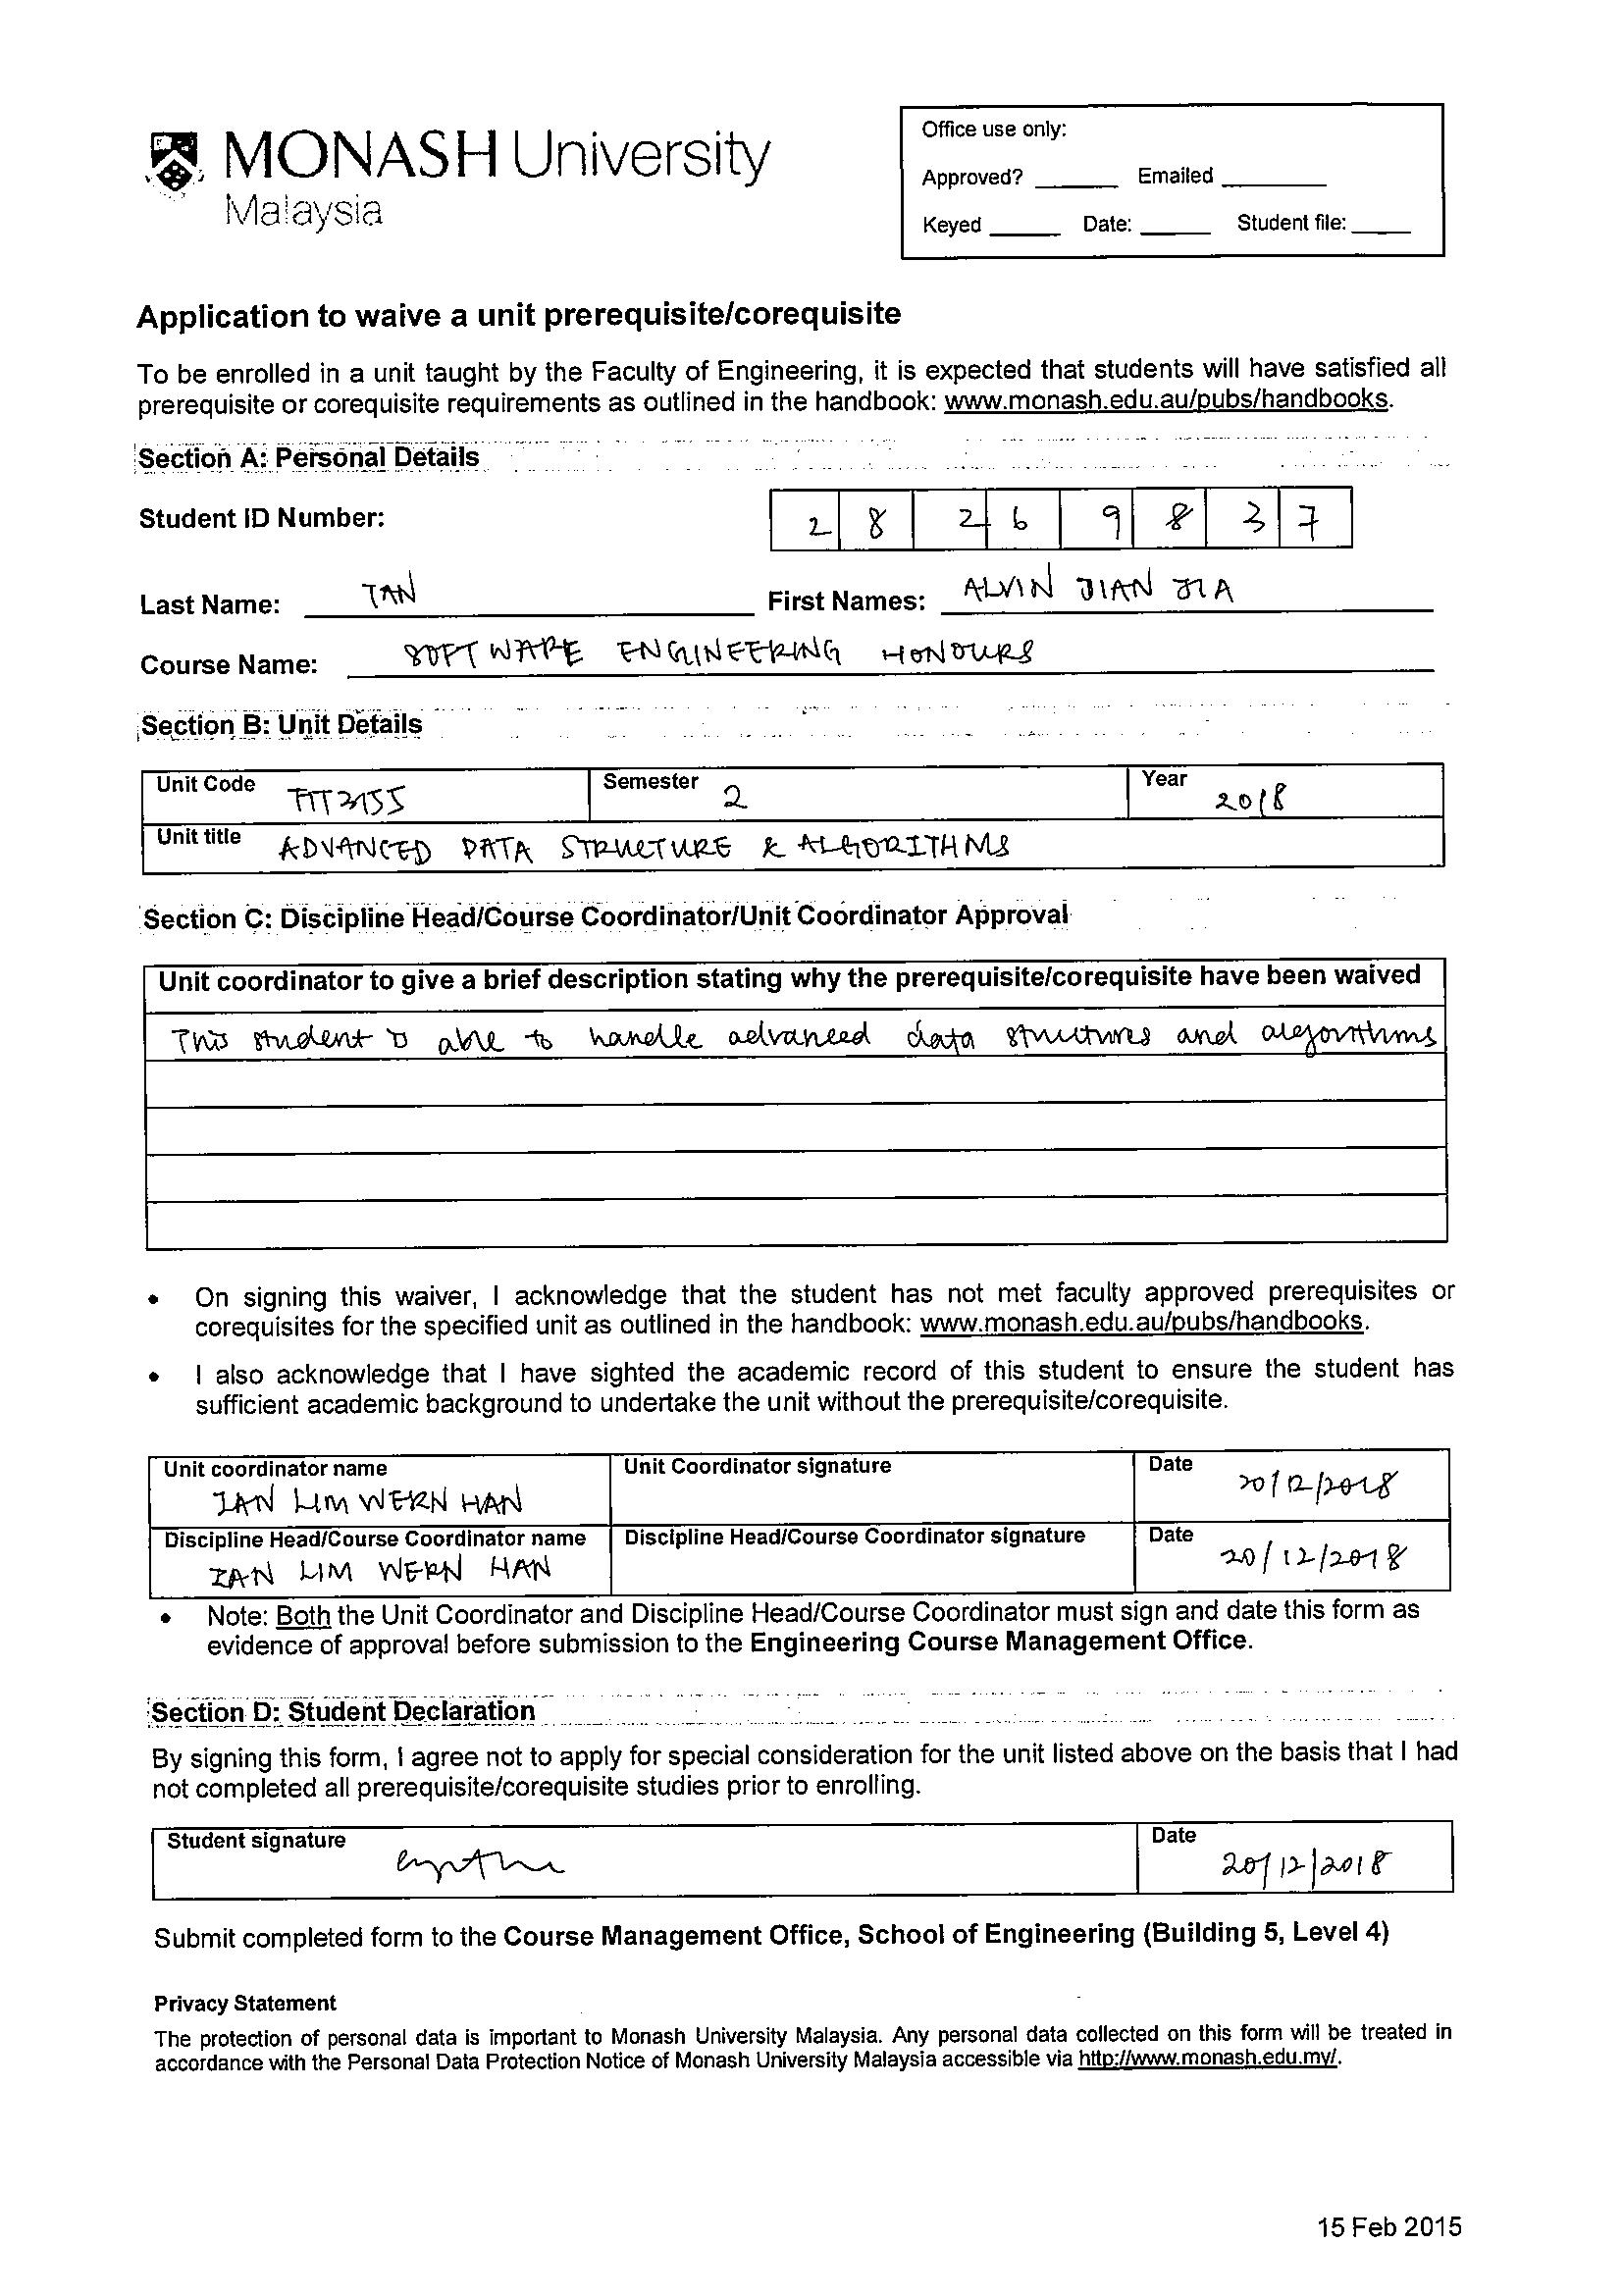 MONASH University
Malaysia
Office use only:
Approved? ______ Emailed ______
Keyed ______ Date: ______ Student file: ______
Application to waive a unit prerequisite/corequisite
To be enrolled in a unit taught by the Faculty of Engineering, it is expected that students will have satisfied all
prerequisite or corequisite requirements as outlined in the handbook: www.monash.edu.au/pubs/handbooks.
Section A: Personal Details
Student ID Number: 2 8 2 6 9 8 3 7
Last Name: TAN First Names: ALVIN JIAN JIA
Course Name: SOFTWARE ENGINEERING HONOURS
Section B: Unit Details
Unit Code FIT2155 Semester 2 Year 2018
Unit title ADVANCED DATA STRUCTURE & ALGORITHMS
Section C: Discipline Head/Course Coordinator/Unit Coordinator Approval
Unit coordinator to give a brief description stating why the prerequisite/corequisite have been waived
This student is able to handle advanced data structures and algorithms
• On signing this waiver, I acknowledge that the student has not met faculty approved prerequisites or
corequisites for the specified unit as outlined in the handbook: www.monash.edu.au/pubs/handbooks.
• I also acknowledge that I have sighted the academic record of this student to ensure the student has
sufficient academic background to undertake the unit without the prerequisite/corequisite.
Unit coordinator name Unit Coordinator signature Date
IAN LIM WERN HAN 20/12/2018
Discipline Head/Course Coordinator name Discipline Head/Course Coordinator signature Date
IAN LIM WERN HAN 20/12/2018
• Note: Both the Unit Coordinator and Discipline Head/Course Coordinator must sign and date this form as
evidence of approval before submission to the Engineering Course Management Office.
Section D: Student Declaration
By signing this form, I agree not to apply for special consideration for the unit listed above on the basis that I had
not completed all prerequisite/corequisite studies prior to enrolling.
Student signature Date
20/12/2018
Submit completed form to the Course Management Office, School of Engineering (Building 5, Level 4)
Privacy Statement
The protection of personal data is important to Monash University Malaysia. Any personal data collected on this form will be treated in
accordance with the Personal Data Protection Notice of Monash University Malaysia accessible via http://www.monash.edu.my/.
15 Feb 2015